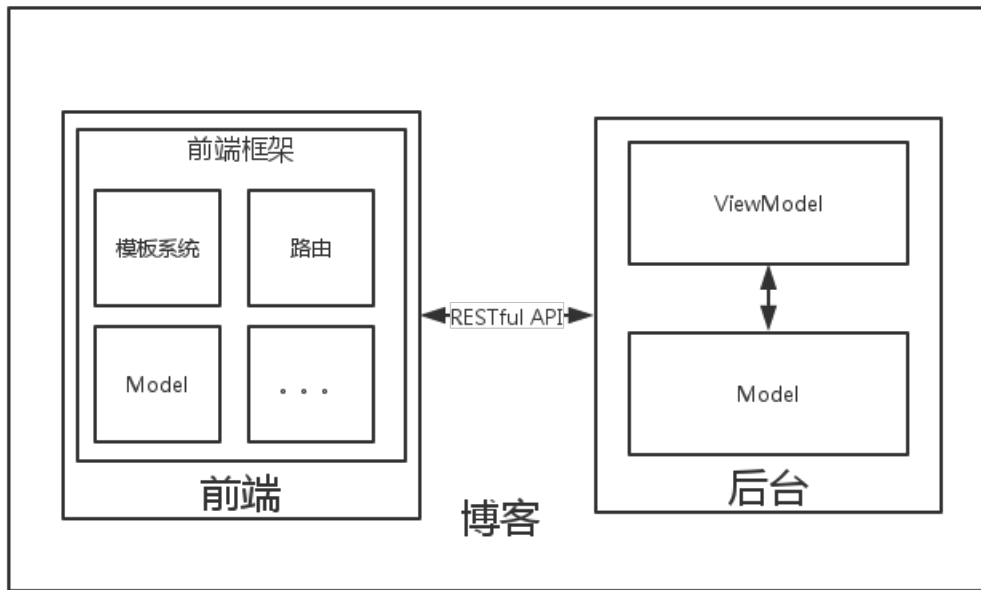 前端框架
模板系统
路由
Model
。。。
前端
RESTful API
ViewModel
Model
后台
博客